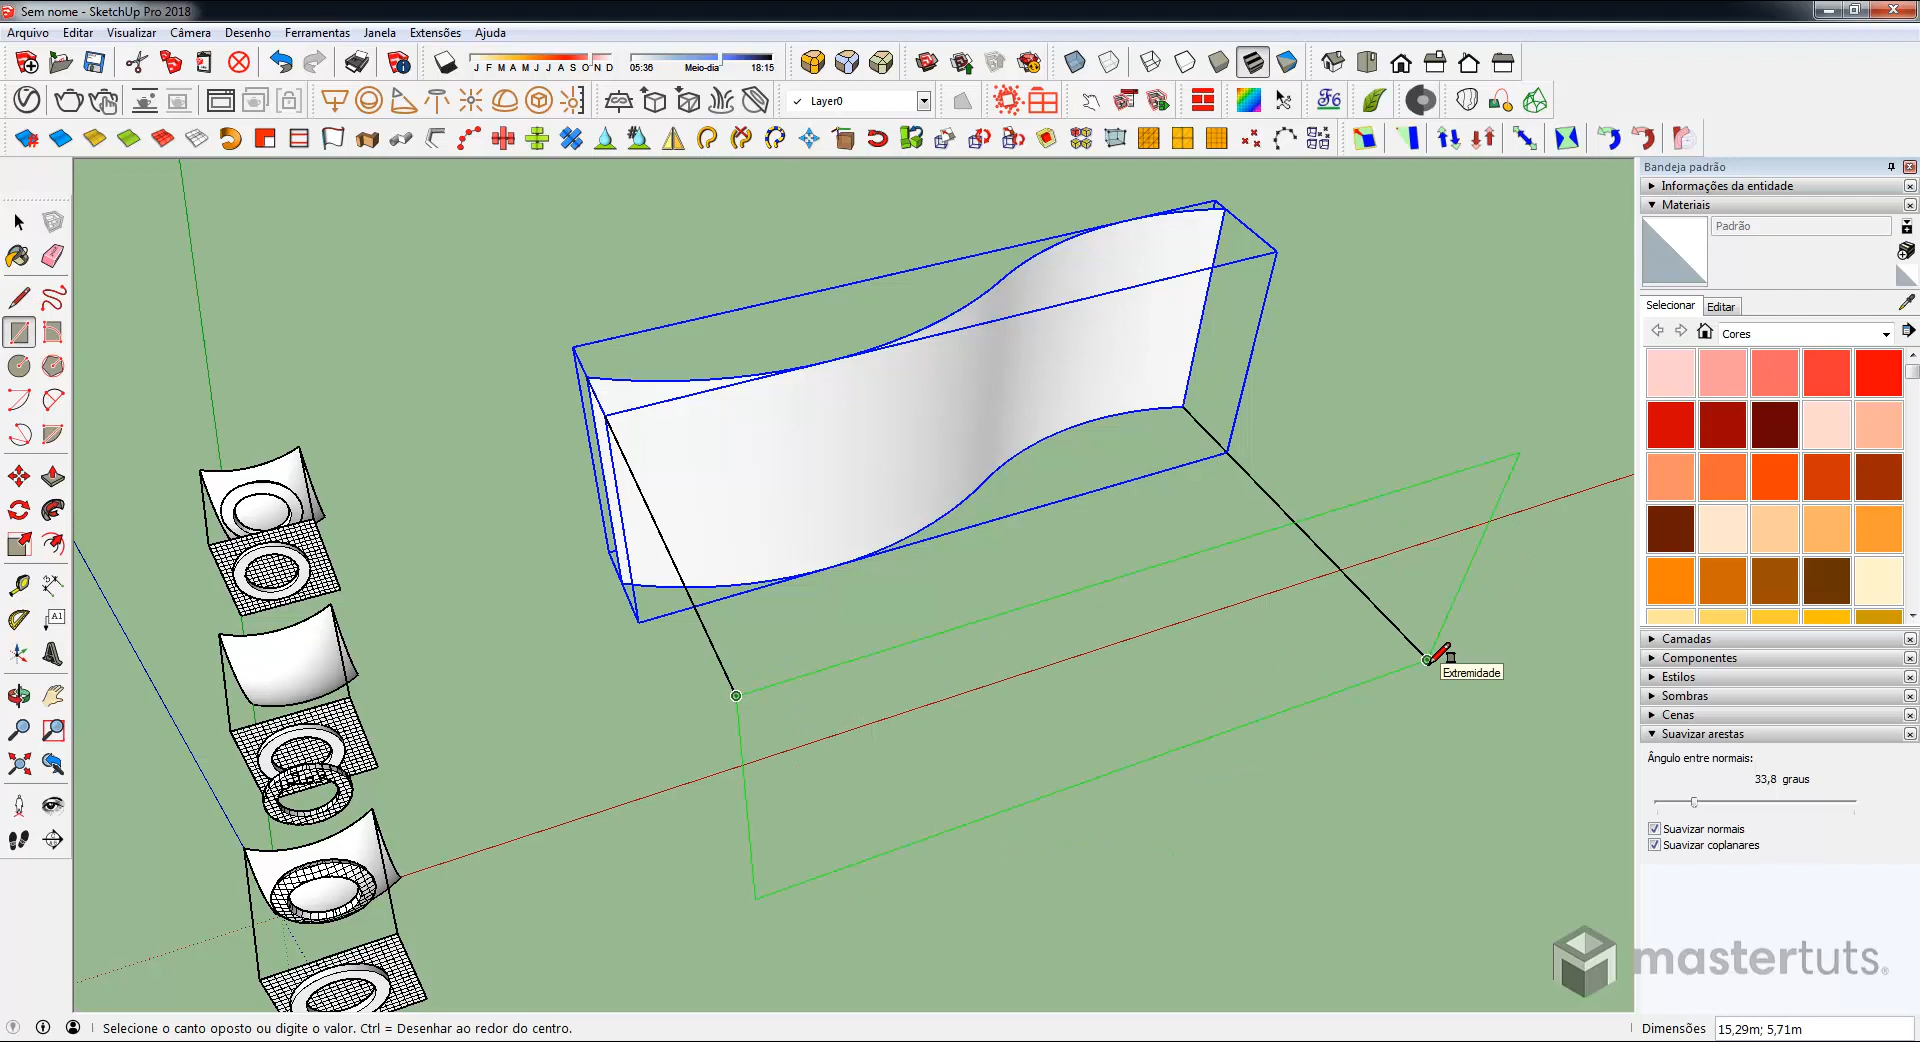 Sem nome - SketchUp Pro 2018
Arquivo Editar Visualizar Câmera Desenho Ferramentas Janela Extensões Ajuda
J F M A M J J A S O N D
05:36 Meio-dia 18:15
Layer0
Bandeja padrão
Informações da entidade
Materiais
Padrão
Selecionar Editar
Cores
Camadas
Componentes
Estilos
Sombras
Cenas
Suavizar arestas
Ângulo entre normais:
33,8 graus
Suavizar normais
Suavizar coplanares
A1
Extremidade
mastertuts®
Selecione o canto oposto ou digite o valor. Ctrl = Desenhar ao redor do centro.
Dimensões 15,29m; 5,71m